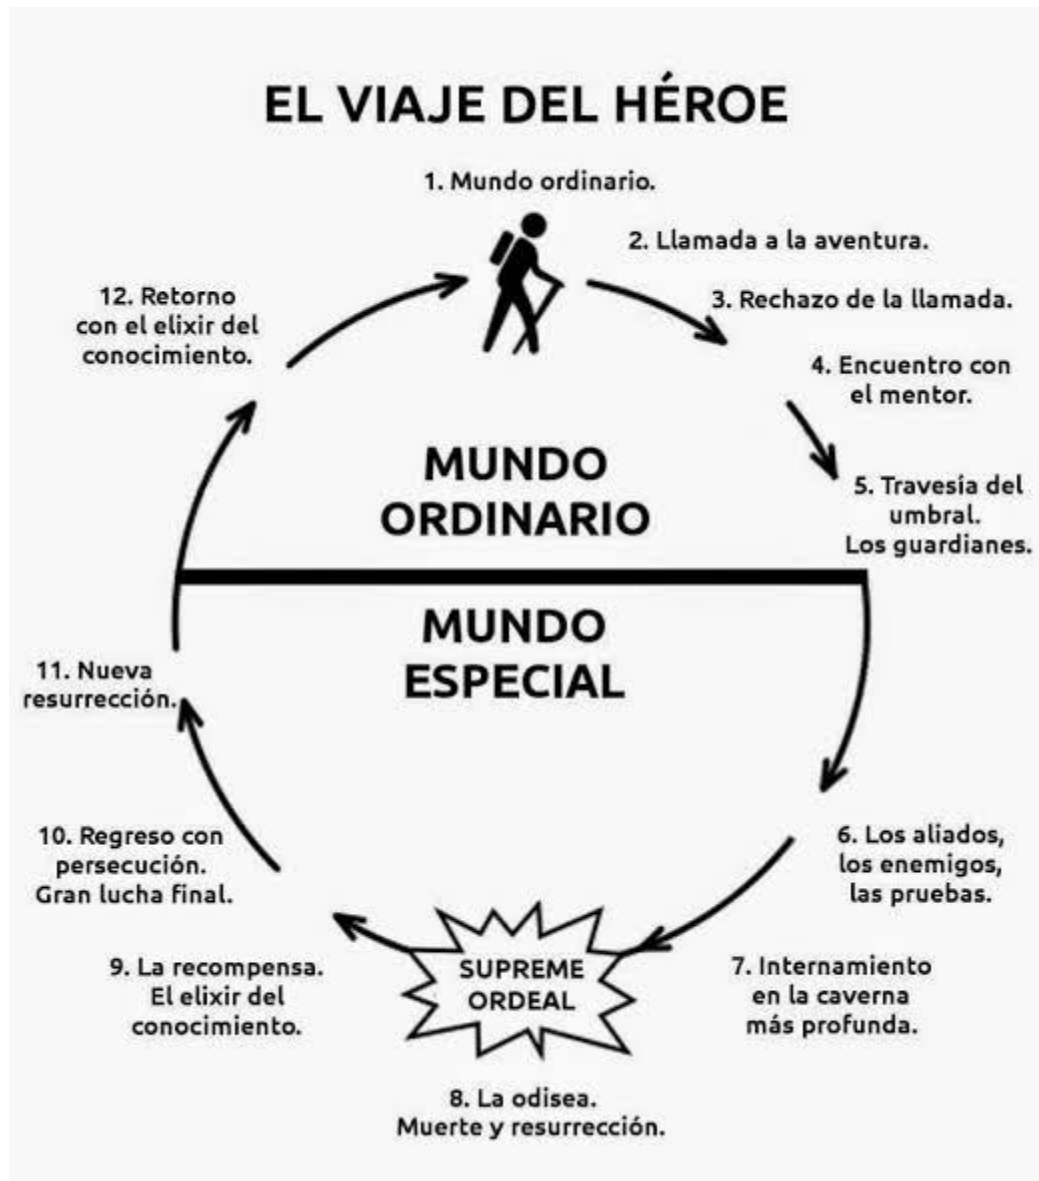 EL VIAJE DEL HÉROE
1. Mundo ordinario.
2. Llamada a la aventura.
3. Rechazo de la llamada.
4. Encuentro con
el mentor.
5. Travesía del
umbral.
Los guardianes.
MUNDO
ORDINARIO
MUNDO
ESPECIAL
6. Los aliados,
los enemigos,
las pruebas.
7. Internamiento
en la caverna
más profunda.
SUPREME
ORDEAL
8. La odisea.
Muerte y resurrección.
9. La recompensa.
El elixir del
conocimiento.
10. Regreso con
persecución.
Gran lucha final.
11. Nueva
resurrección.
12. Retorno
con el elixir del
conocimiento.